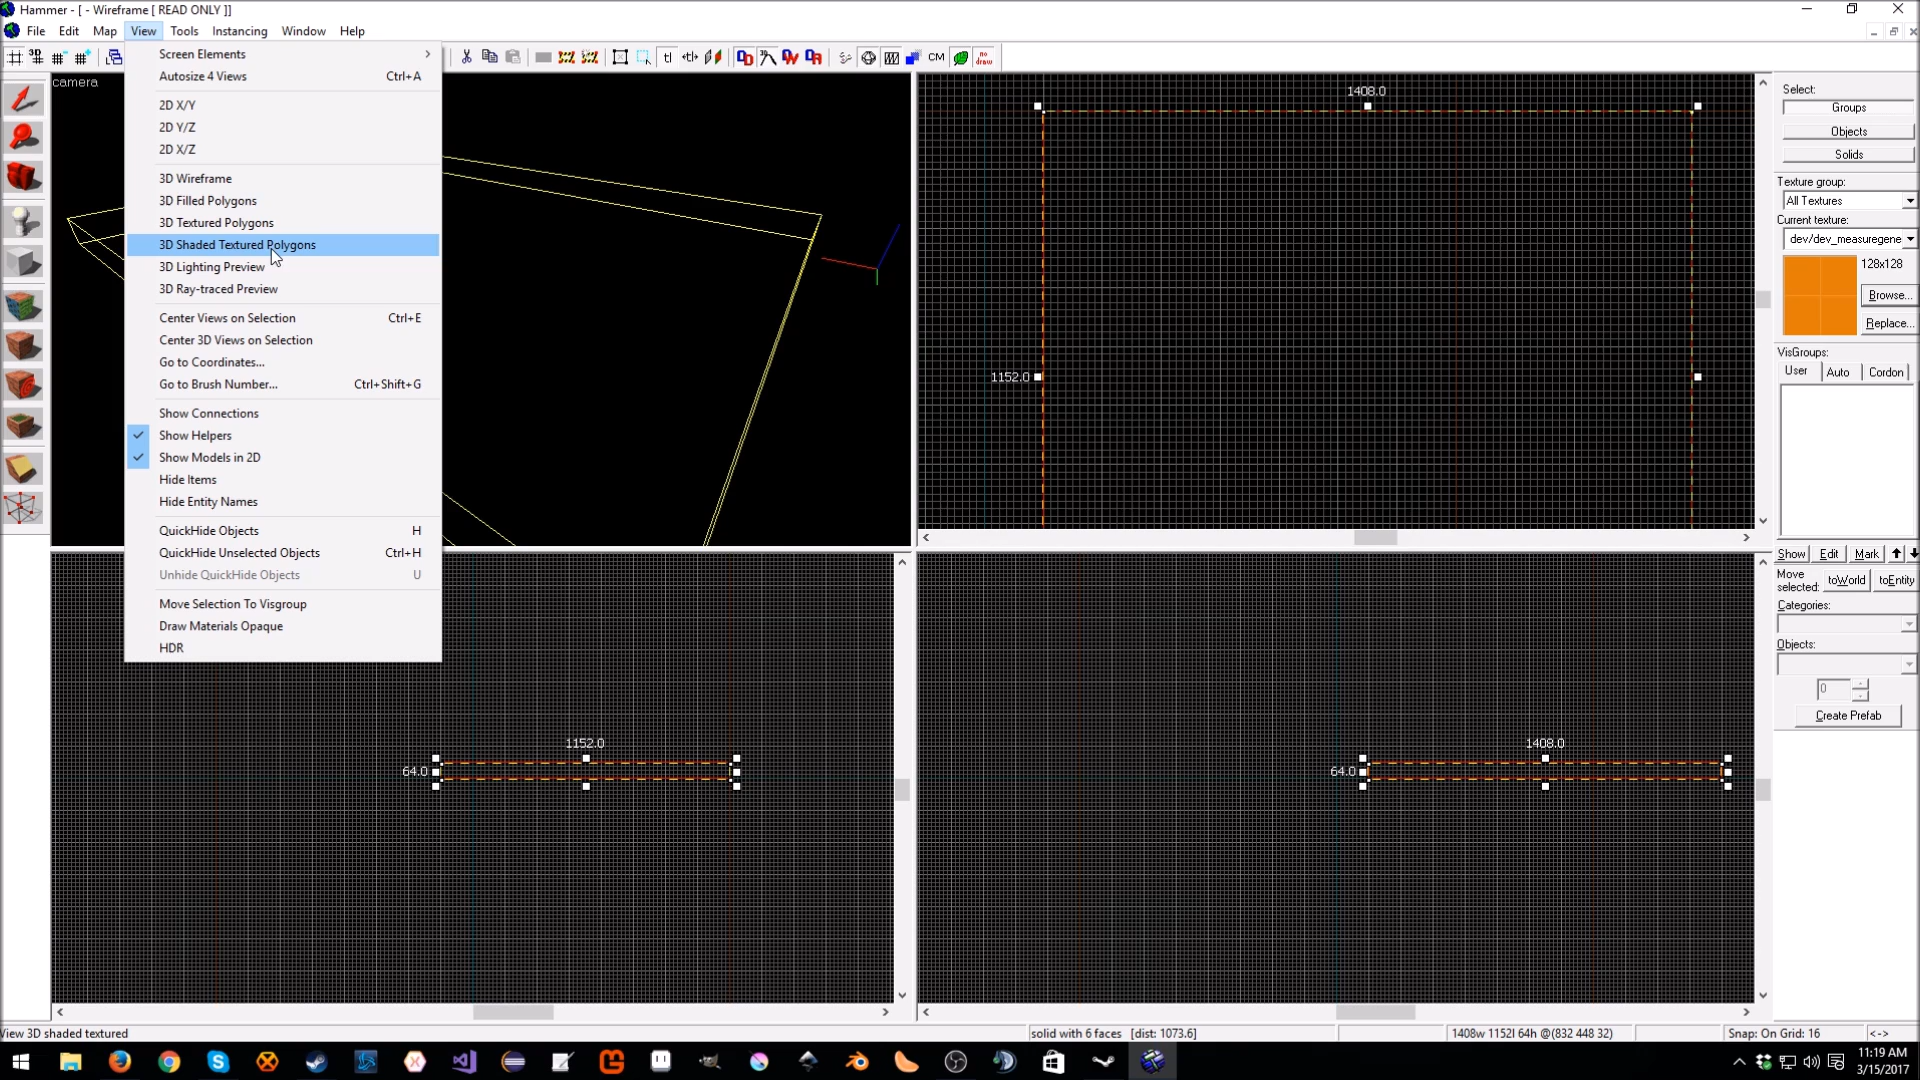 Hammer - [ - Wireframe [ READ ONLY ]]
File Edit Map View Tools Instancing Window Help
3D
CM
no draw
camera
Screen Elements
Autosize 4 Views Ctrl+A
2D X/Y
2D Y/Z
2D X/Z
3D Wireframe
3D Filled Polygons
3D Textured Polygons
3D Shaded Textured Polygons
3D Lighting Preview
3D Ray-traced Preview
Center Views on Selection Ctrl+E
Center 3D Views on Selection
Go to Coordinates...
Go to Brush Number... Ctrl+Shift+G
Show Connections
Show Helpers
Show Models in 2D
Hide Items
Hide Entity Names
QuickHide Objects H
QuickHide Unselected Objects Ctrl+H
Unhide QuickHide Objects U
Move Selection To Visgroup
Draw Materials Opaque
HDR
1408.0
1152.0
1152.0
64.0
1408.0
64.0
Select:
Groups
Objects
Solids
Texture group:
All Textures
Current texture:
dev/dev_measuregene
128x128
Browse...
Replace...
VisGroups:
User Auto Cordon
Show Edit Mark
Move selected: toWorld toEntity
Categories:
Objects:
0
Create Prefab
View 3D shaded textured
solid with 6 faces [dist: 1073.6]
1408w 1152l 64h @(832 448 32)
Snap: On Grid: 16
<->
11:19 AM
3/15/2017